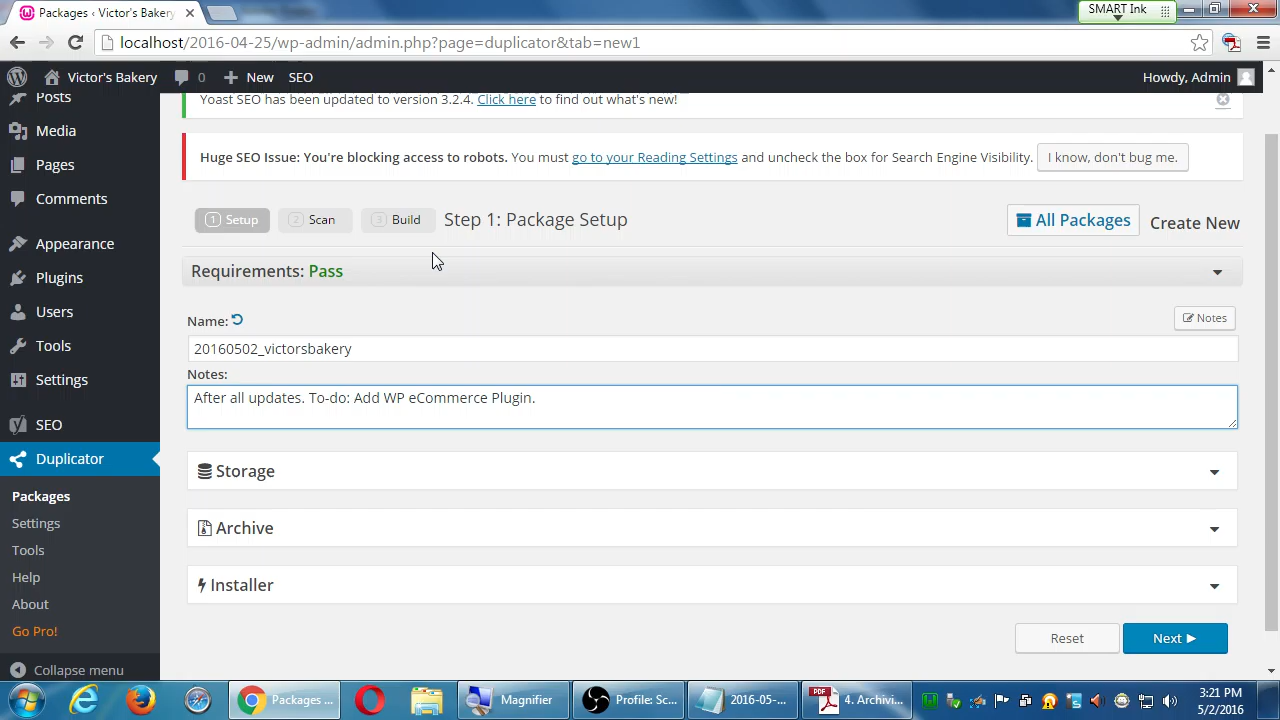 Packages ‹ Victor's Bakery
SMART Ink
localhost/2016-04-25/wp-admin/admin.php?page=duplicator&tab=new1
Victor's Bakery
0
New
SEO
Howdy, Admin
Posts
Media
Pages
Comments
Appearance
Plugins
Users
Tools
Settings
SEO
Duplicator
Packages
Settings
Tools
Help
About
Go Pro!
Collapse menu
Yoast SEO has been updated to version 3.2.4. Click here to find out what's new!
Huge SEO Issue: You're blocking access to robots. You must go to your Reading Settings and uncheck the box for Search Engine Visibility.
I know, don't bug me.
1 Setup
2 Scan
3 Build
Step 1: Package Setup
All Packages
Create New
Requirements: Pass
Name:
Notes
20160502_victorsbakery
Notes:
After all updates. To-do: Add WP eCommerce Plugin.
Storage
Archive
Installer
Reset
Next
Packages ...
Magnifier
Profile: Sc...
2016-05-...
PDF
4. Archivi...
3:21 PM
5/2/2016